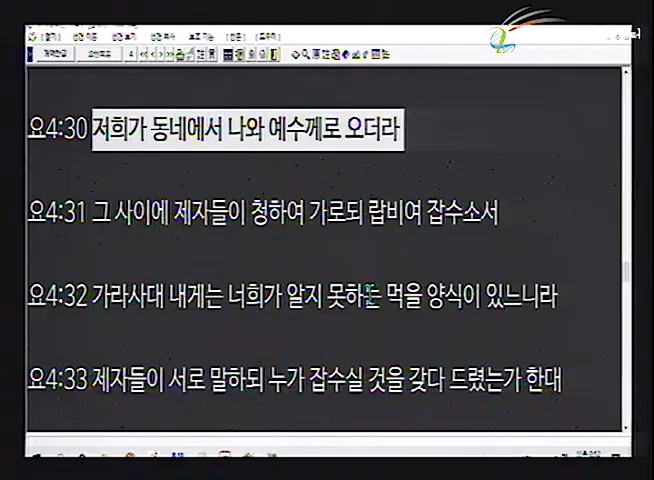 개역한글
4
요4:30 저희가 동네에서 나와 예수께로 오더라
요4:31 그 사이에 제자들이 청하여 가로되 랍비여 잡수소서
요4:32 가라사대 내게는 너희가 알지 못하는 먹을 양식이 있느니라
요4:33 제자들이 서로 말하되 누가 잡수실 것을 갖다 드렸는가 한대